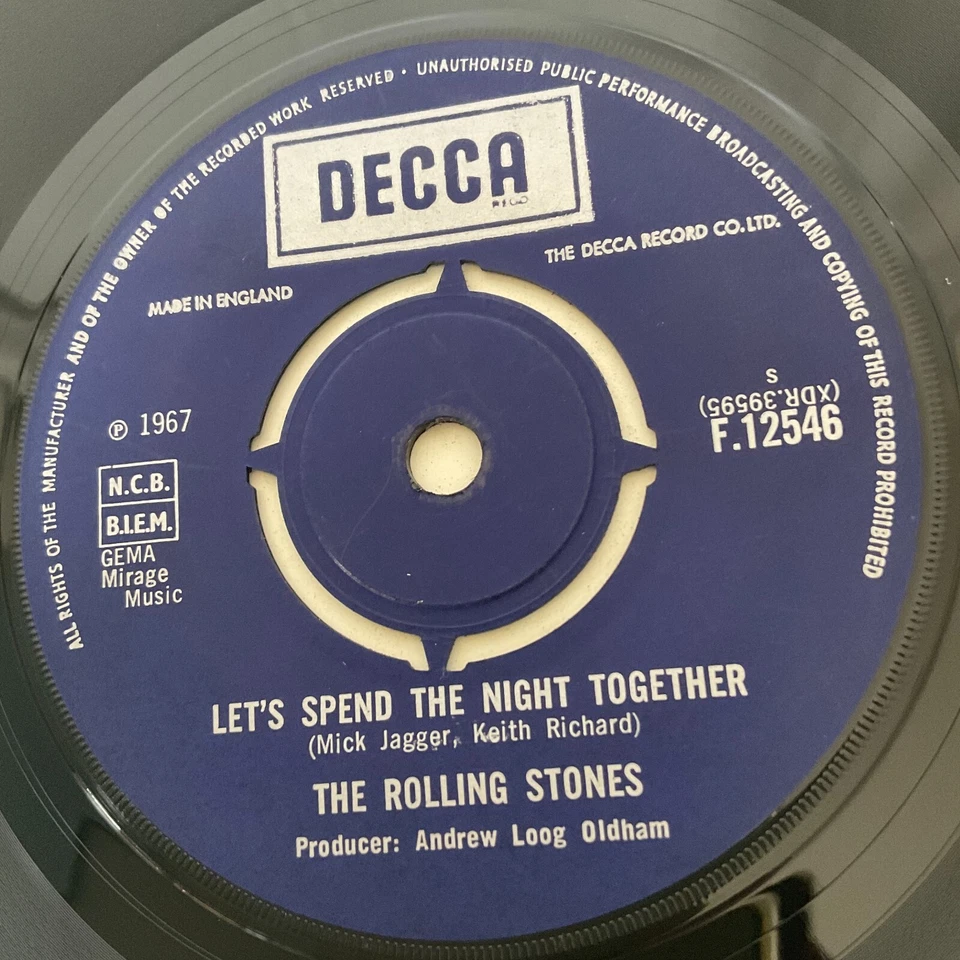 ALL RIGHTS OF THE MANUFACTURER AND OF THE OWNER OF THE RECORDED WORK RESERVED · UNAUTHORISED PUBLIC PERFORMANCE BROADCASTING AND COPYING OF THIS RECORD PROHIBITED
DECCA
REGD
THE DECCA RECORD CO. LTD.
MADE IN ENGLAND
℗ 1967
N.C.B.
B.I.E.M.
GEMA
Mirage
Music
S
(XDR.39595)
F.12546
LET'S SPEND THE NIGHT TOGETHER
(Mick Jagger, Keith Richard)
THE ROLLING STONES
Producer: Andrew Loog Oldham